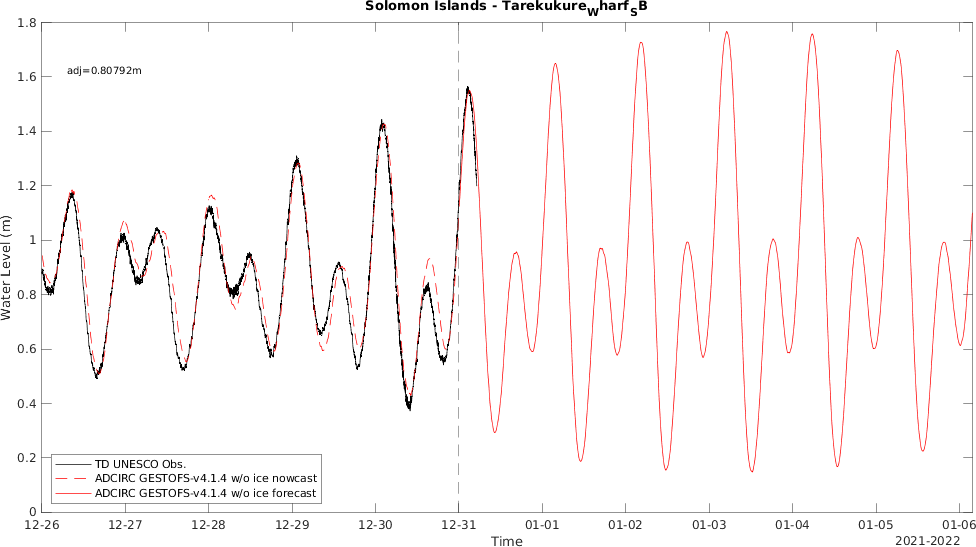 Solomon Islands - TarekukureWharfSB
1.8
1.6
1.4
1.2
1
0.8
0.6
0.4
0.2
0
Water Level (m)
adj=0.80792m
TD UNESCO Obs.
ADCIRC GESTOFS-v4.1.4 w/o ice nowcast
ADCIRC GESTOFS-v4.1.4 w/o ice forecast
12-26 12-27 12-28 12-29 12-30 12-31 01-01 01-02 01-03 01-04 01-05 01-06
Time
2021-2022